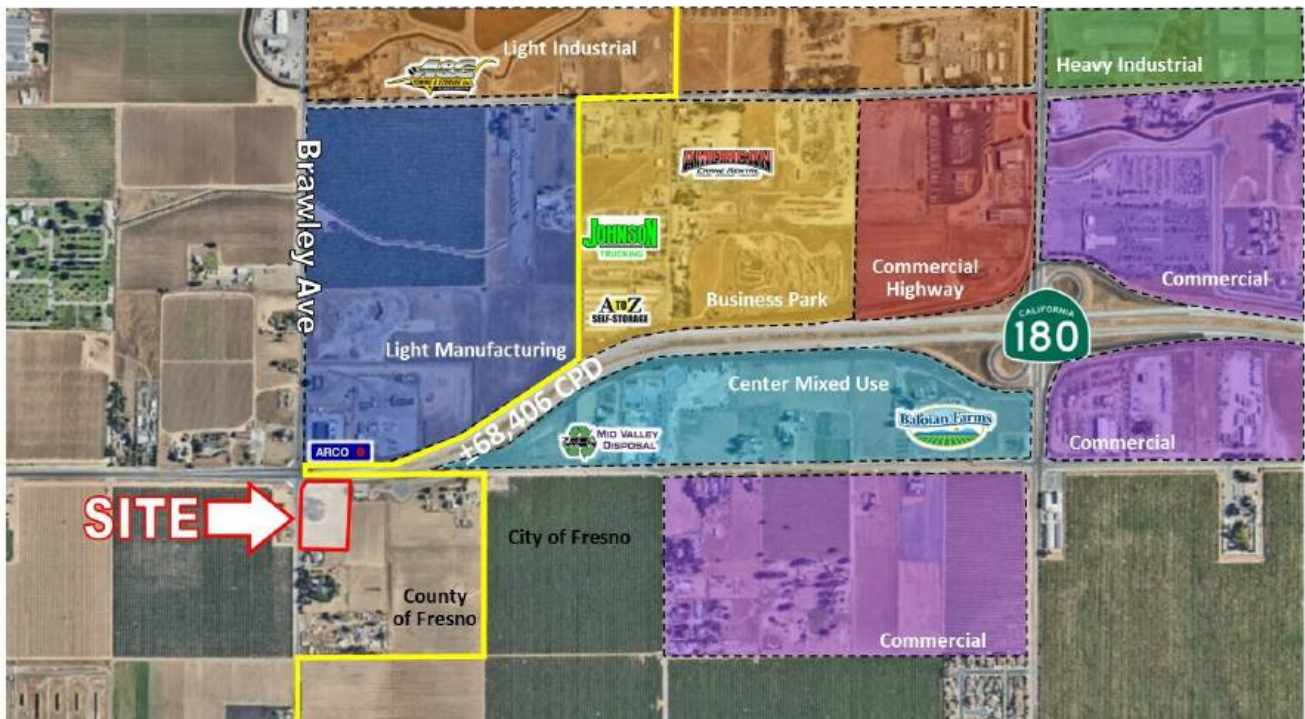 Light Industrial
A&G
Heavy Industrial
Brawley Ave
AMERICAN
CRANE RENTAL
JOHNSON
TRUCKING
Commercial
Highway
Commercial
A TO Z
SELF-STORAGE
Business Park
CALIFORNIA
180
Light Manufacturing
±68,406 CPD
Center Mixed Use
MID VALLEY
DISPOSAL
Baloian Farms
Commercial
ARCO
SITE
City of Fresno
County
of Fresno
Commercial